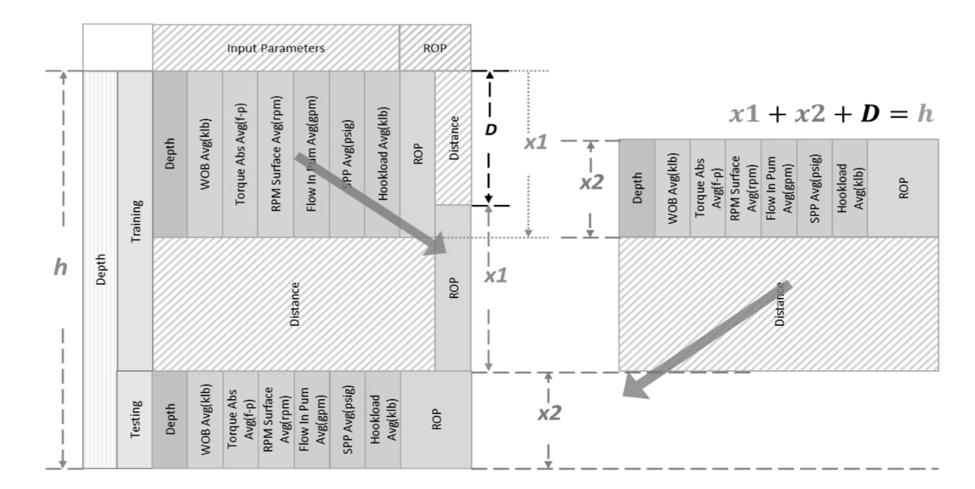 Input Parameters
ROP
h
Depth
Training
Depth
WOB Avg(klb)
Torque Abs Avg(f-p)
RPM Surface Avg(rpm)
Flow In Pum Avg(gpm)
SPP Avg(psig)
Hookload Avg(klb)
ROP
Distance
D
x1
Distance
ROP
x1
Testing
Depth
WOB Avg(klb)
Torque Abs
Avg(f-p)
RPM Surface
Avg(rpm)
Flow In Pum
Avg(gpm)
SPP Avg(psig)
Hookload
Avg(klb)
ROP
x2
x1 + x2 + D = h
x2
Depth
WOB Avg(klb)
Torque Abs
Avg(f-p)
RPM Surface
Avg(rpm)
Flow In Pum
Avg(gpm)
SPP Avg(psig)
Hookload
Avg(klb)
ROP
Distance